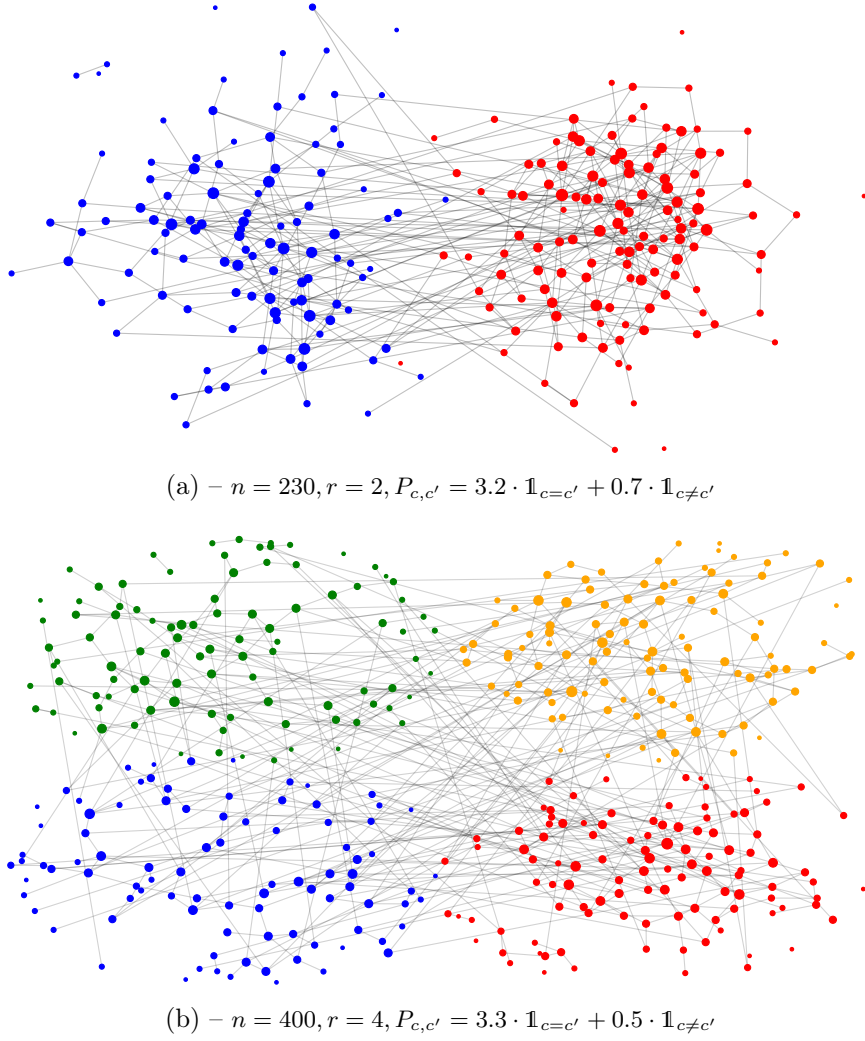 (a) – n = 230, r = 2, P_{c,c′} = 3.2 · 𝟙_{c=c′} + 0.7 · 𝟙_{c≠c′}
(b) – n = 400, r = 4, P_{c,c′} = 3.3 · 𝟙_{c=c′} + 0.5 · 𝟙_{c≠c′}